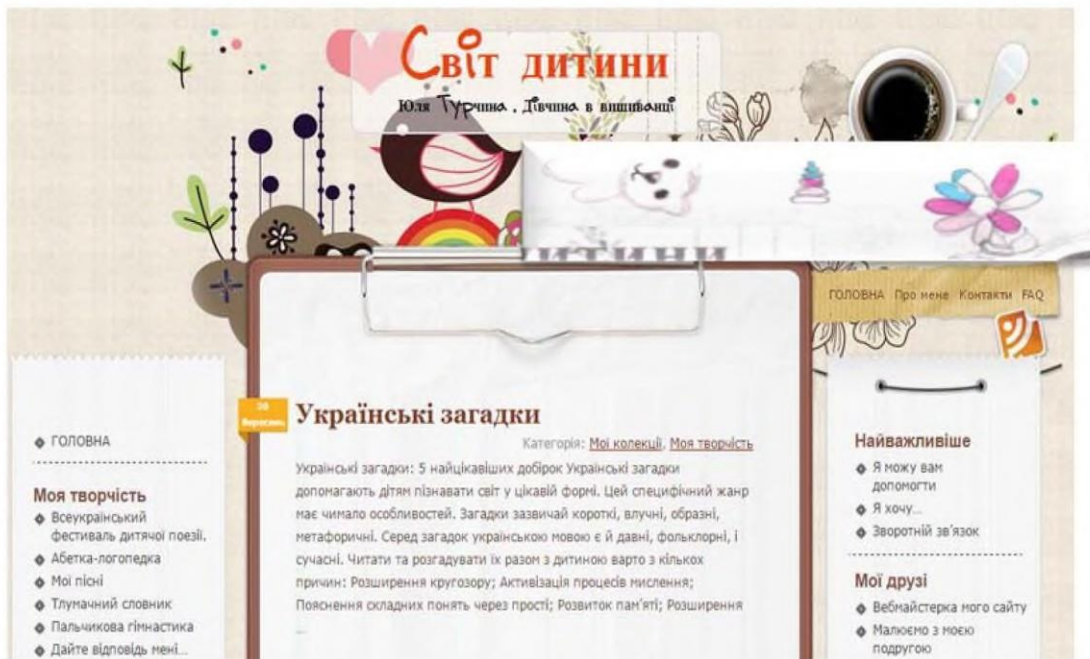 Світ дитини
Юля Турчина , Дівчина в вишиванці
ГОЛОВНА Про мене Контакти FAQ
ГОЛОВНА
Моя творчість
Всеукраїнський
фестиваль дитячої поезії.
Абетка-логопедка
Мої пісні
Тлумачний словник
Пальчикова гімнастика
Дайте відповідь мені...
Вересень
Українські загадки
Категорія: Мої колекції, Моя творчість
Українські загадки: 5 найцікавіших добірок Українські загадки
допомагають дітям пізнавати світ у цікавій формі. Цей специфічний жанр
має чимало особливостей. Загадки зазвичай короткі, влучні, образні,
метафоричні. Серед загадок українською мовою є й давні, фольклорні, і
сучасні. Читати та розгадувати їх разом з дитиною варто з кількох
причин: Розширення кругозору; Активізація процесів мислення;
Пояснення складних понять через прості; Розвиток пам’яті; Розширення
...
Найважливіше
Я можу вам
допомогти
Я хочу...
Зворотній зв’язок
Мої друзі
Вебмайстерка мого сайту
Малюємо з моєю
подругою